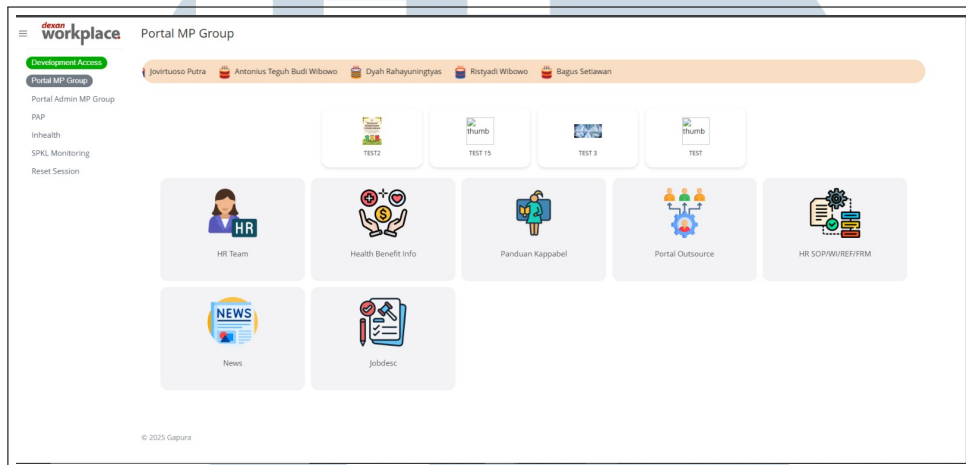 dexan
workplace
Portal MP Group
Development Access
Portal MP Group
Portal Admin MP Group
PAP
Inhealth
SPKL Monitoring
Reset Session
Jovirtuoso Putra Antonius Teguh Budi Wibowo Dyah Rahayuningtyas Ristyadi Wibowo Bagus Setiawan
thumb
thumb
TEST2 TEST 15 TEST 3 TEST
HR
HR Team Health Benefit Info Panduan Kappabel Portal Outsource HR SOP/WI/REF/FRM
NEWS
News Jobdesc
© 2025 Gapura